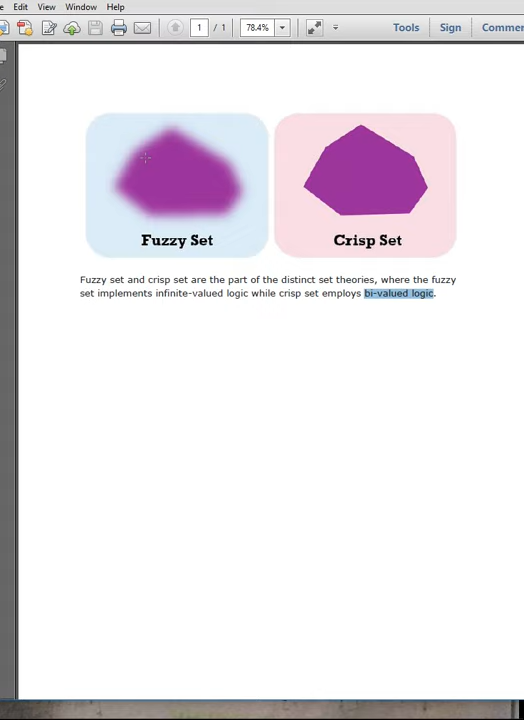 Edit View Window Help
1 / 1 78.4% Tools Sign
Fuzzy Set Crisp Set
Fuzzy set and crisp set are the part of the distinct set theories, where the fuzzy
set implements infinite-valued logic while crisp set employs bi-valued logic.